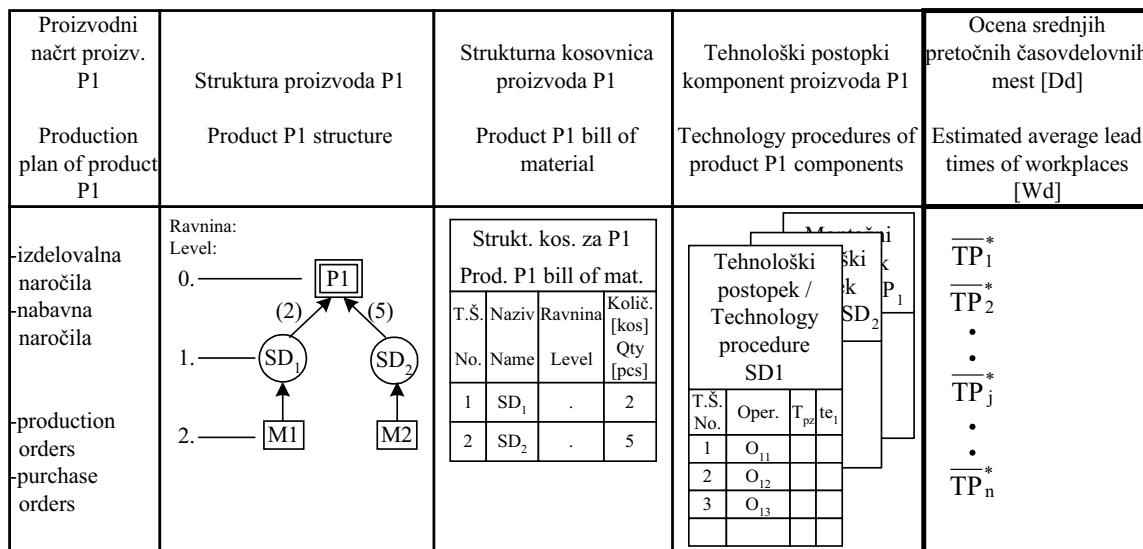 Proizvodni
načrt proizv.
P1
Production
plan of product
P1
Struktura proizvoda P1
Product P1 structure
Strukturna kosovnica
proizvoda P1
Product P1 bill of
material
Tehnološki postopki
komponent proizvoda P1
Technology procedures of
product P1 components
Ocena srednjih
pretočnih časovdelovnih
mest [Dd]
Estimated average lead
times of workplaces
[Wd]
-izdelovalna
naročila
-nabavna
naročila
-production
orders
-purchase
orders
Ravnina:
Level:
0.
P1
(2)
(5)
1.
SD1
SD2
2.
M1
M2
Strukt. kos. za P1
Prod. P1 bill of mat.
T.Š. Naziv Ravnina Količ. [kos]
No. Name Level Qty [pcs]
1 SD1 . 2
2 SD2 . 5
P1
SD2
Tehnološki
postopek /
Technology
procedure
SD1
T.Š. No. Oper. Tpz te1
1 O11
2 O12
3 O13
TP1*
TP2*
•
•
TPj*
•
•
TPn*